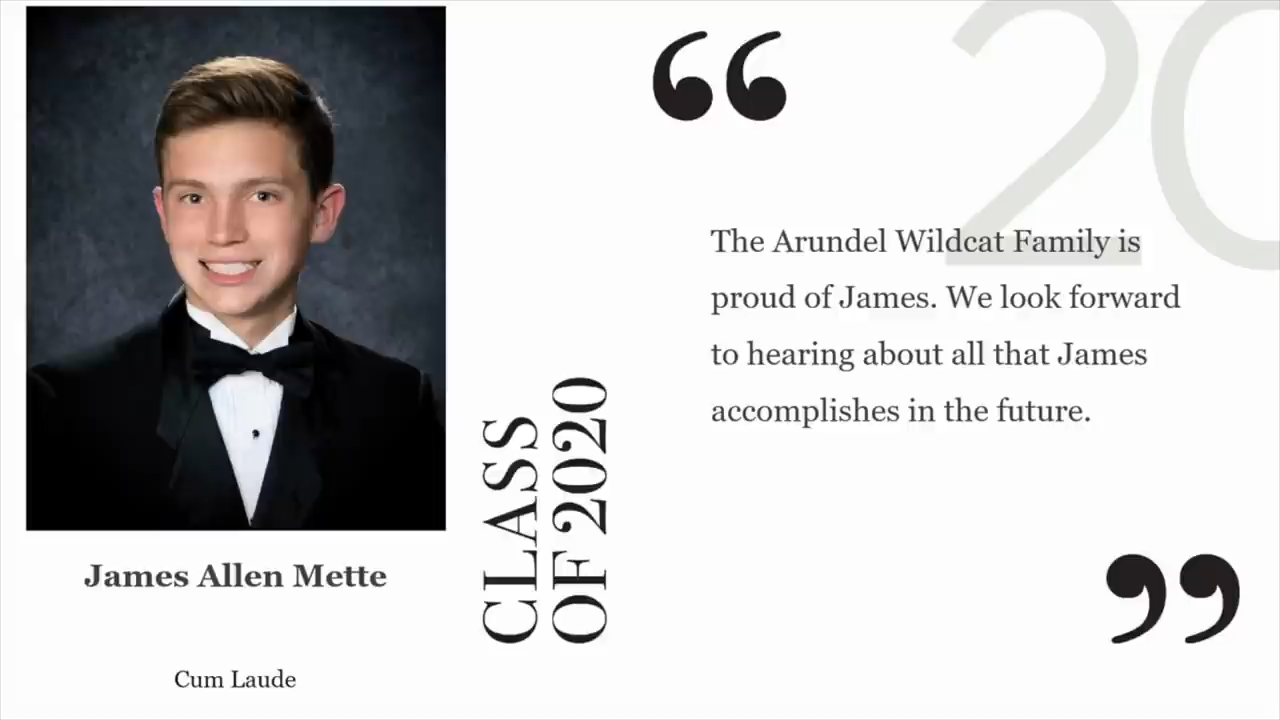 20
“
The Arundel Wildcat Family is
proud of James. We look forward
to hearing about all that James
accomplishes in the future.
”
CLASS
OF 2020
James Allen Mette
Cum Laude